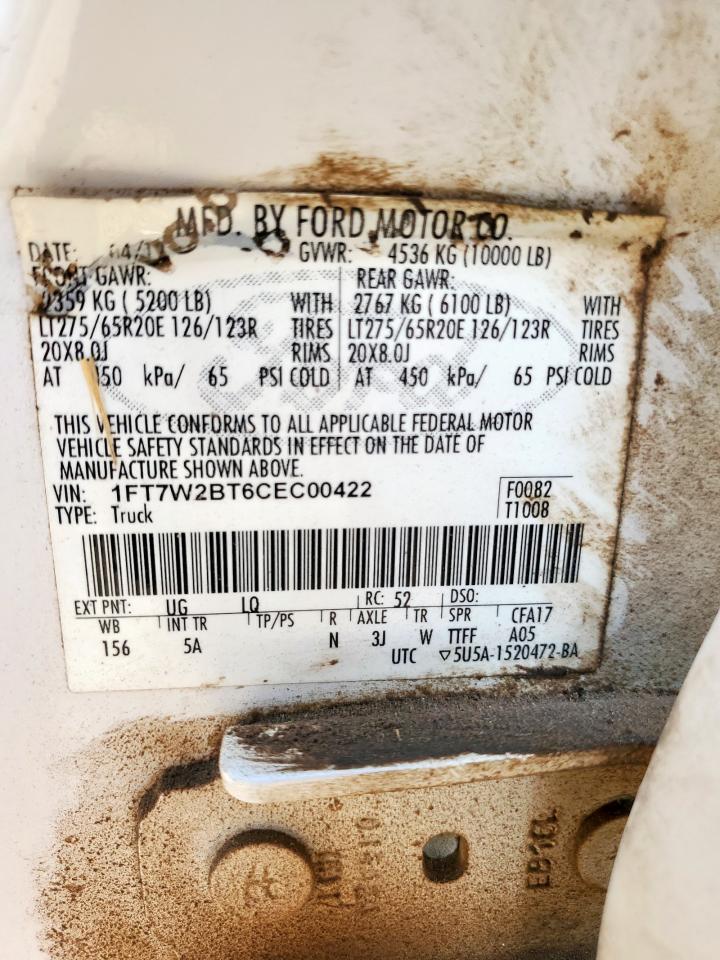 MFD. BY FORD MOTOR CO.
DATE: 04/1 GVWR: 4536 KG (10000 LB)
FRONT GAWR: REAR GAWR:
2359 KG ( 5200 LB) WITH 2767 KG ( 6100 LB) WITH
LT275/65R20E 126/123R TIRES LT275/65R20E 126/123R TIRES
20X8.0J RIMS 20X8.0J RIMS
AT 450 kPa/ 65 PSI COLD AT 450 kPa/ 65 PSI COLD
THIS VEHICLE CONFORMS TO ALL APPLICABLE FEDERAL MOTOR
VEHICLE SAFETY STANDARDS IN EFFECT ON THE DATE OF
MANUFACTURE SHOWN ABOVE.
VIN: 1FT7W2BT6CEC00422 F0082
TYPE: Truck T1008
EXT PNT: UG LQ RC: 52 DSO:
WB INT TR TP/PS R AXLE TR SPR CFA17
156 5A N 3J W TTFF A05
UTC ▽5U5A-1520472-BA